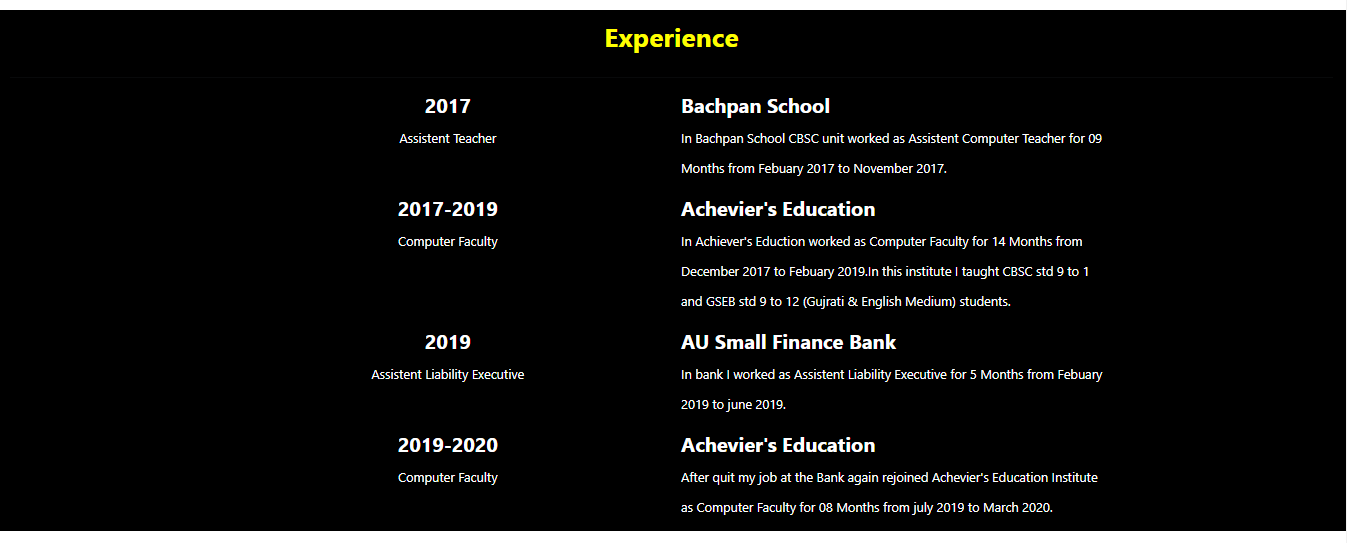 Experience
2017
Assistent Teacher
Bachpan School
In Bachpan School CBSC unit worked as Assistent Computer Teacher for 09
Months from Febuary 2017 to November 2017.
2017-2019
Computer Faculty
Achevier's Education
In Achiever's Eduction worked as Computer Faculty for 14 Months from
December 2017 to Febuary 2019.In this institute I taught CBSC std 9 to 1
and GSEB std 9 to 12 (Gujrati & English Medium) students.
2019
Assistent Liability Executive
AU Small Finance Bank
In bank I worked as Assistent Liability Executive for 5 Months from Febuary
2019 to june 2019.
2019-2020
Computer Faculty
Achevier's Education
After quit my job at the Bank again rejoined Achevier's Education Institute
as Computer Faculty for 08 Months from july 2019 to March 2020.